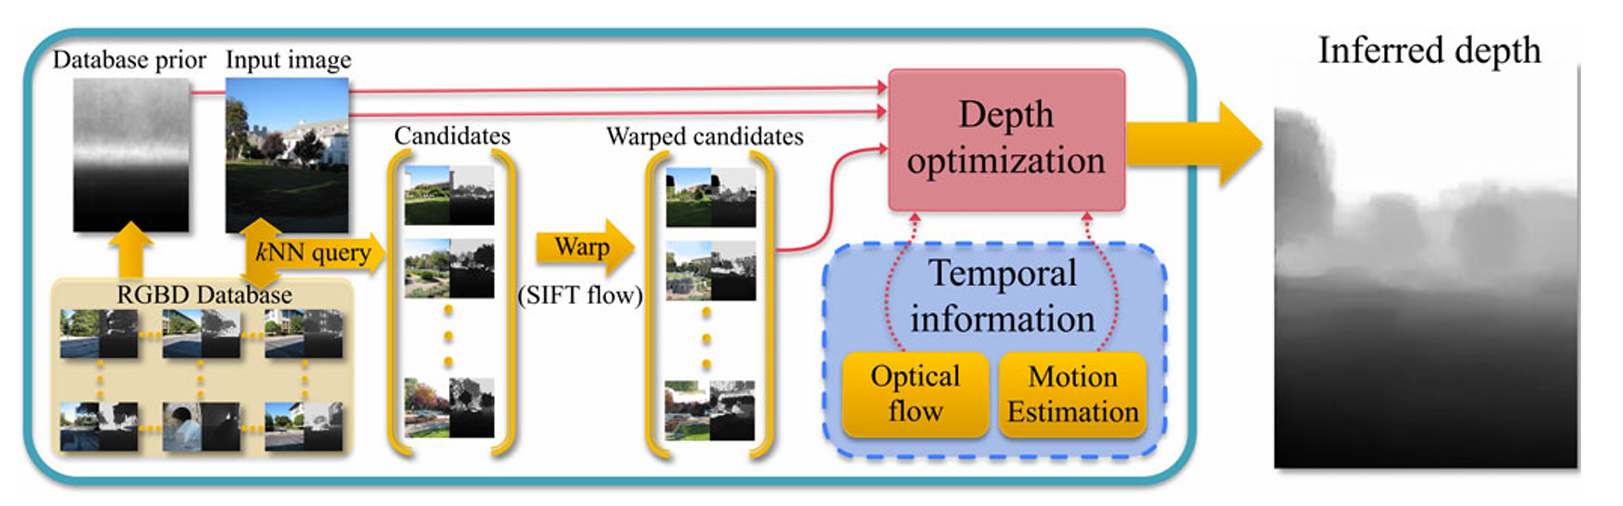 Database prior
Input image
Inferred depth
Candidates
Warped candidates
Depth
optimization
kNN query
Warp
(SIFT flow)
RGBD Database
Temporal
information
Optical
flow
Motion
Estimation